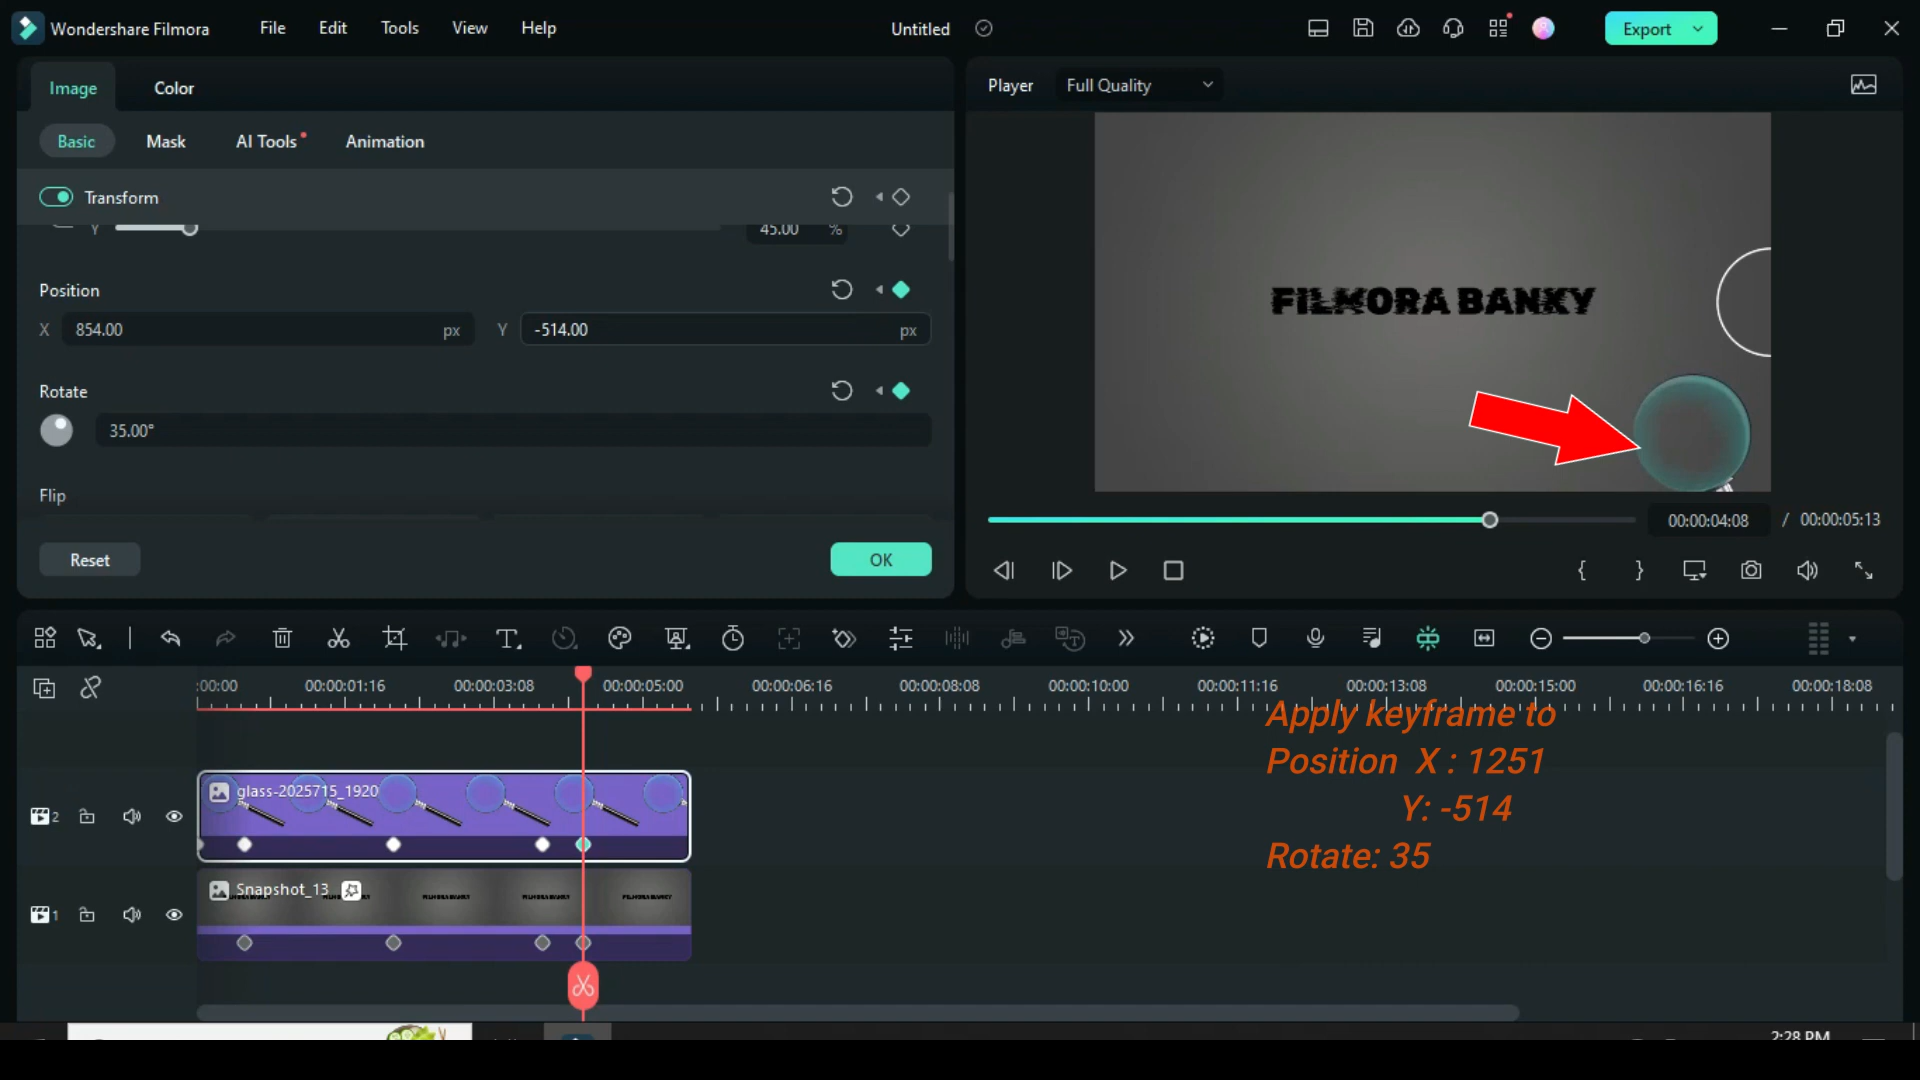 Wondershare Filmora File Edit Tools View Help Untitled Export
Image Color
Player Full Quality
Basic Mask AI Tools Animation
Transform
Y 45.00 %
Position
X 854.00 px Y -514.00 px
Rotate
35.00°
Flip
Reset OK
FILMORA BANKY
00:00:04:08 / 00:00:05:13
:00:00 00:00:01:16 00:00:03:08 00:00:05:00 00:00:06:16 00:00:08:08 00:00:10:00 00:00:11:16 00:00:13:08 00:00:15:00 00:00:16:16 00:00:18:08
Apply keyframe to
Position X : 1251
Y: -514
Rotate: 35
glass-2025715_1920
2
Snapshot_13
1
2:28 PM